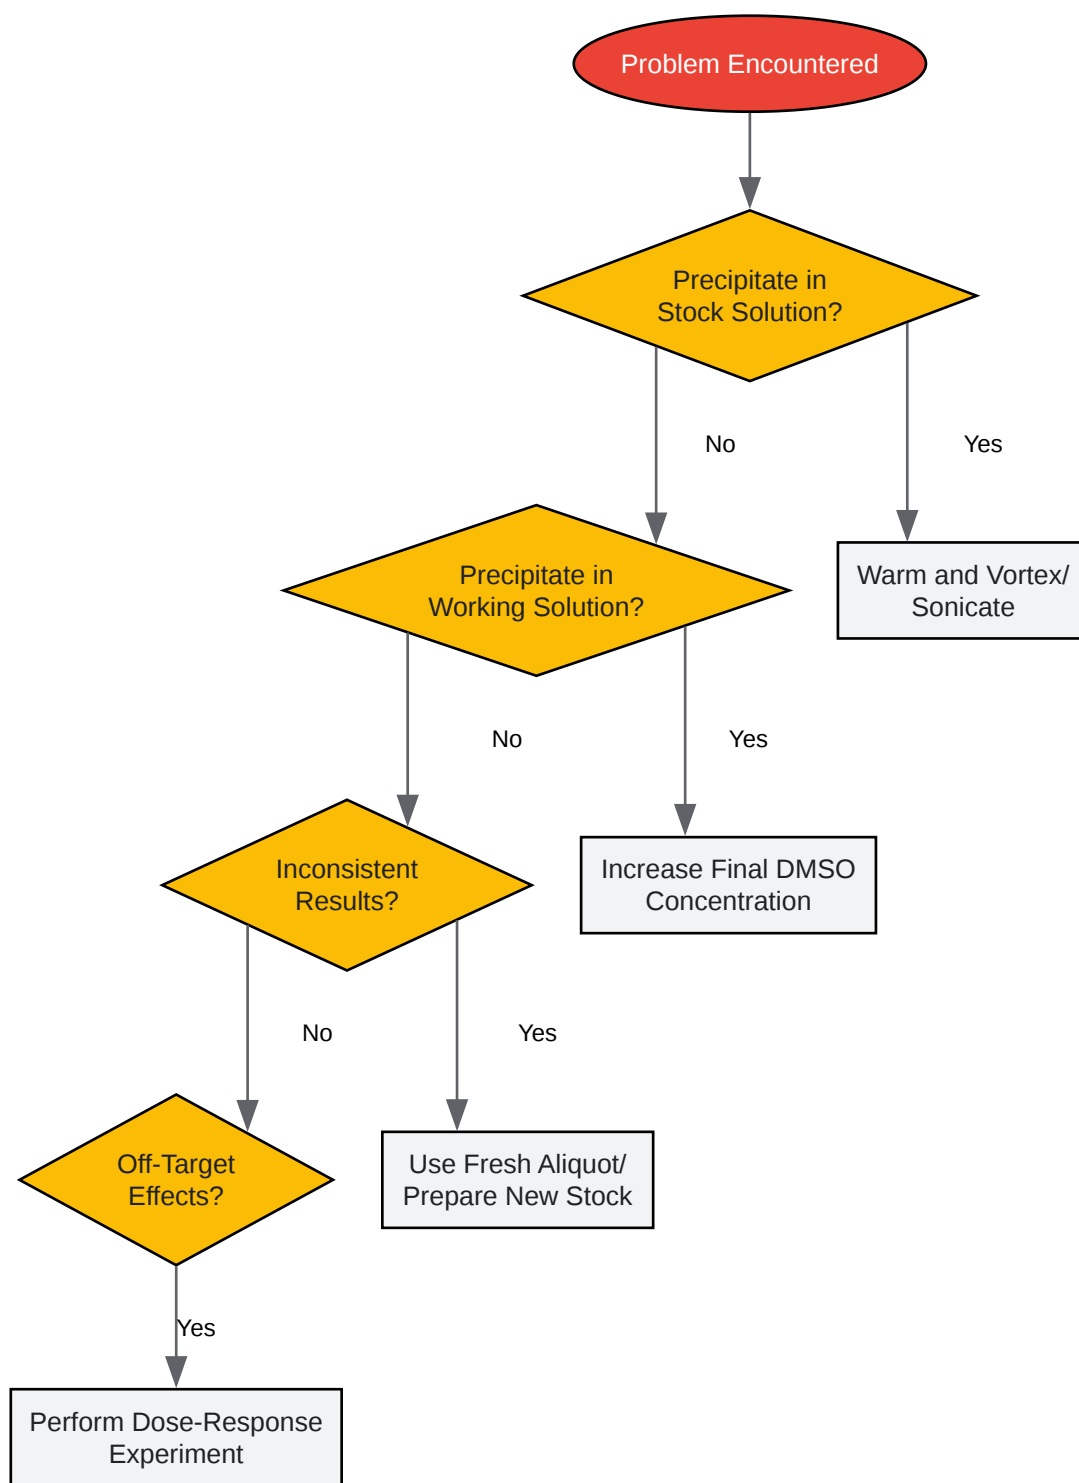 Problem Encountered
Precipitate in
Stock Solution?
No
Yes
Precipitate in
Working Solution?
Warm and Vortex/
Sonicate
No
Yes
Inconsistent
Results?
Increase Final DMSO
Concentration
No
Yes
Off-Target
Effects?
Use Fresh Aliquot/
Prepare New Stock
Yes
Perform Dose-Response
Experiment